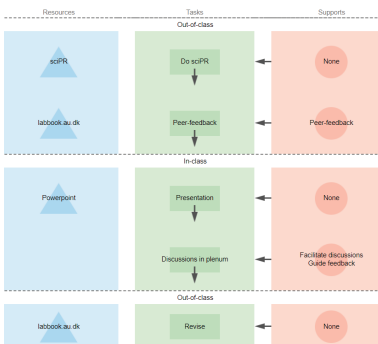 Resources Tasks Supports
Out-of-class
sciPR Do sciPR None
labbook.au.dk Peer-feedback Peer-feedback
In-class
Powerpoint Presentation None
Discussions in plenum Facilitate discussions
Guide feedback
Out-of-class
labbook.au.dk Revise None